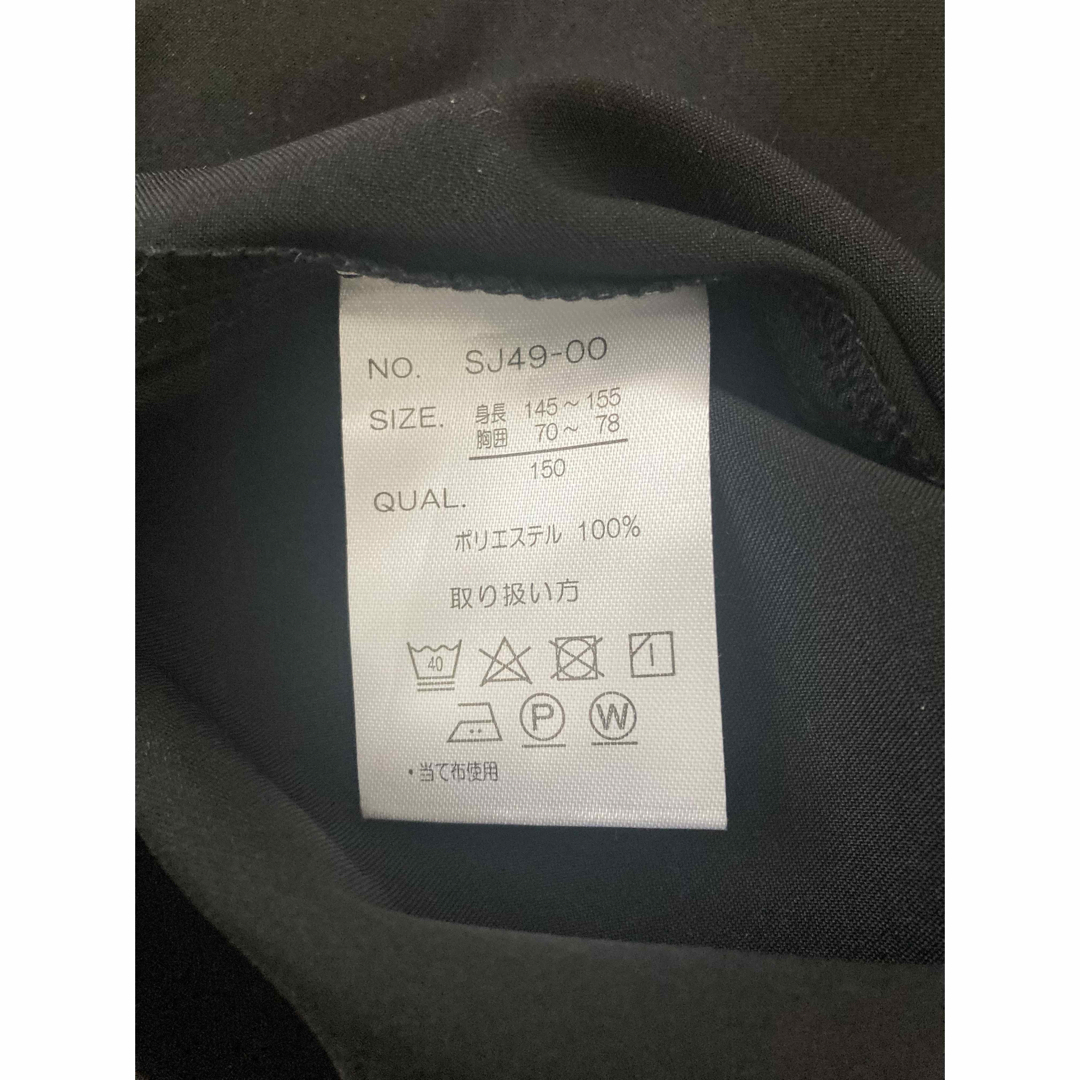 NO. SJ49-00
SIZE. 身長 145～155
胸囲 70～ 78
150
QUAL.
ポリエステル 100%
取り扱い方
40
P W
・当て布使用